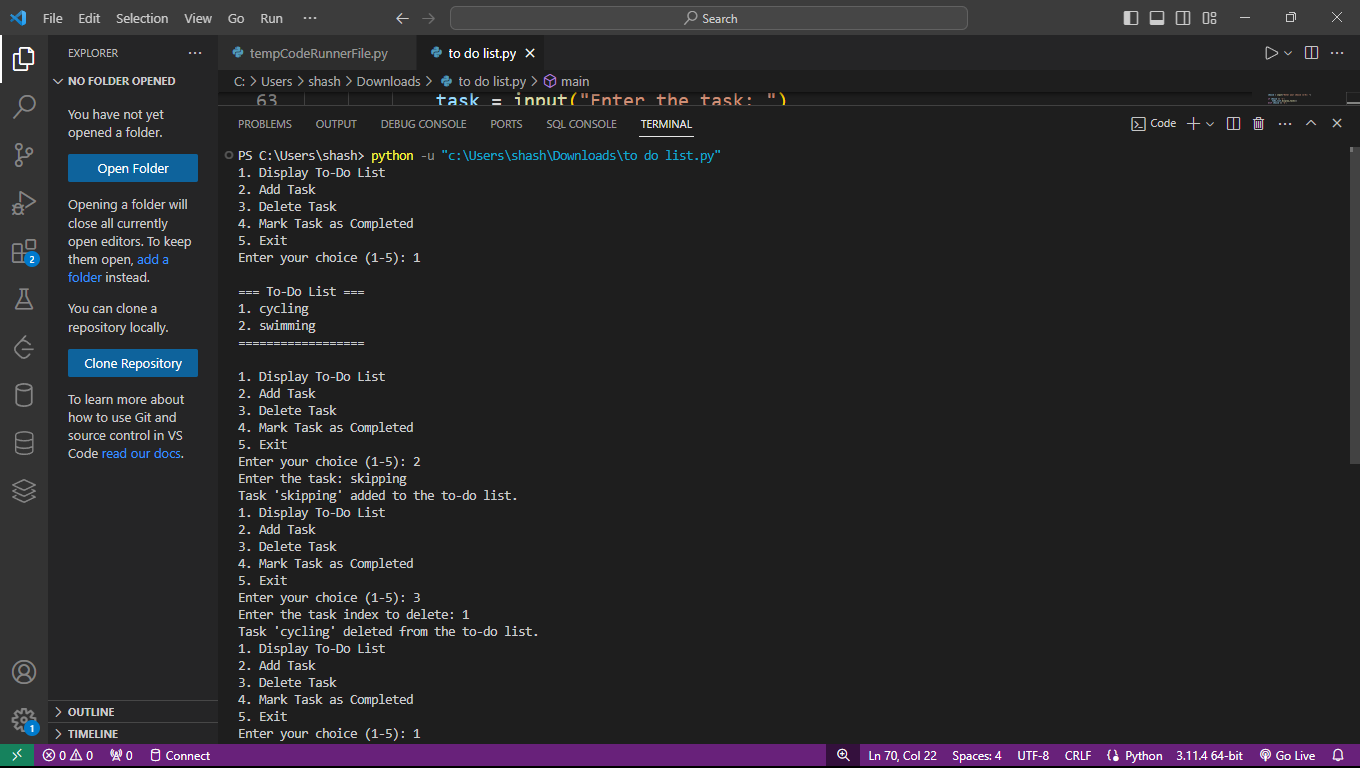 File Edit Selection View Go Run ··· Search
EXPLORER ···
NO FOLDER OPENED
You have not yet
opened a folder.
Open Folder
Opening a folder will
close all currently
open editors. To keep
them open, add a
folder instead.
You can clone a
repository locally.
Clone Repository
To learn more about
how to use Git and
source control in VS
Code read our docs.
OUTLINE
TIMELINE
2
1
tempCodeRunnerFile.py to do list.py
C: > Users > shash > Downloads > to do list.py > main
63 task = input("Enter the task: ")
PROBLEMS OUTPUT DEBUG CONSOLE PORTS SQL CONSOLE TERMINAL Code
PS C:\Users\shash> python -u "c:\Users\shash\Downloads\to do list.py"
1. Display To-Do List
2. Add Task
3. Delete Task
4. Mark Task as Completed
5. Exit
Enter your choice (1-5): 1
=== To-Do List ===
1. cycling
2. swimming
==================
1. Display To-Do List
2. Add Task
3. Delete Task
4. Mark Task as Completed
5. Exit
Enter your choice (1-5): 2
Enter the task: skipping
Task 'skipping' added to the to-do list.
1. Display To-Do List
2. Add Task
3. Delete Task
4. Mark Task as Completed
5. Exit
Enter your choice (1-5): 3
Enter the task index to delete: 1
Task 'cycling' deleted from the to-do list.
1. Display To-Do List
2. Add Task
3. Delete Task
4. Mark Task as Completed
5. Exit
Enter your choice (1-5): 1
0 0 0 Connect Ln 70, Col 22 Spaces: 4 UTF-8 CRLF Python 3.11.4 64-bit Go Live